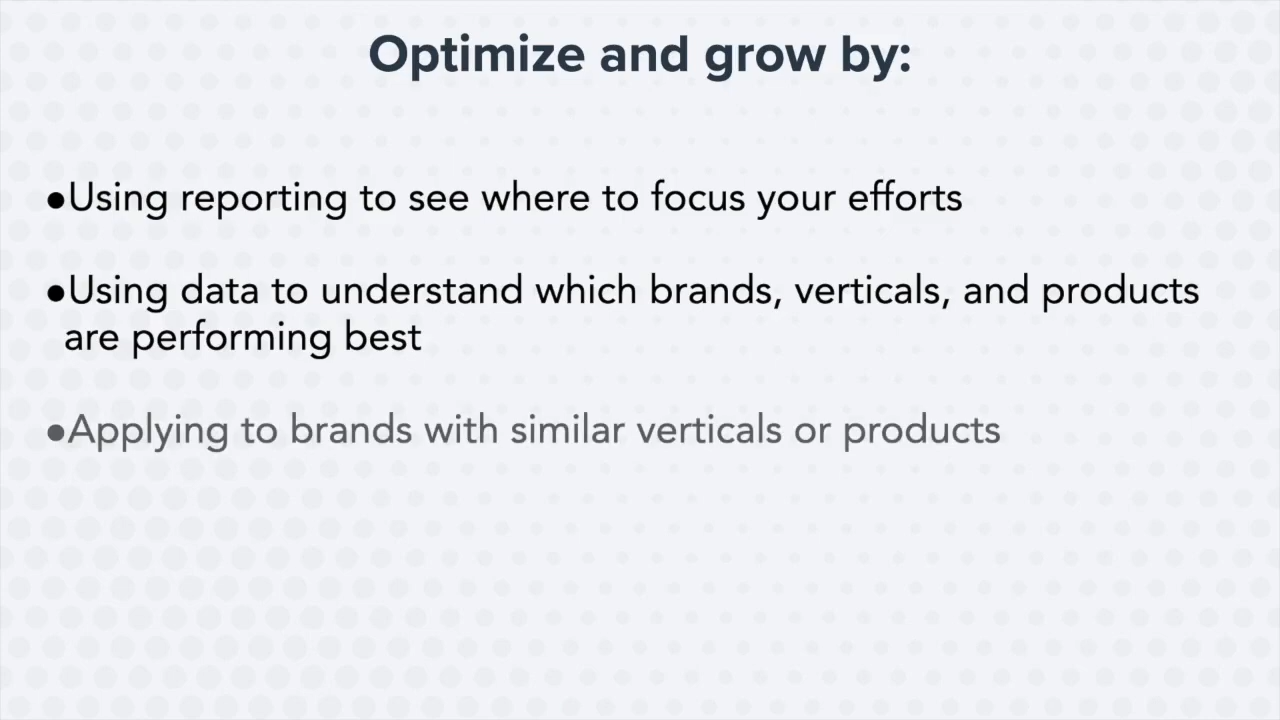 Optimize and grow by:
●Using reporting to see where to focus your efforts
●Using data to understand which brands, verticals, and products
are performing best
●Applying to brands with similar verticals or products